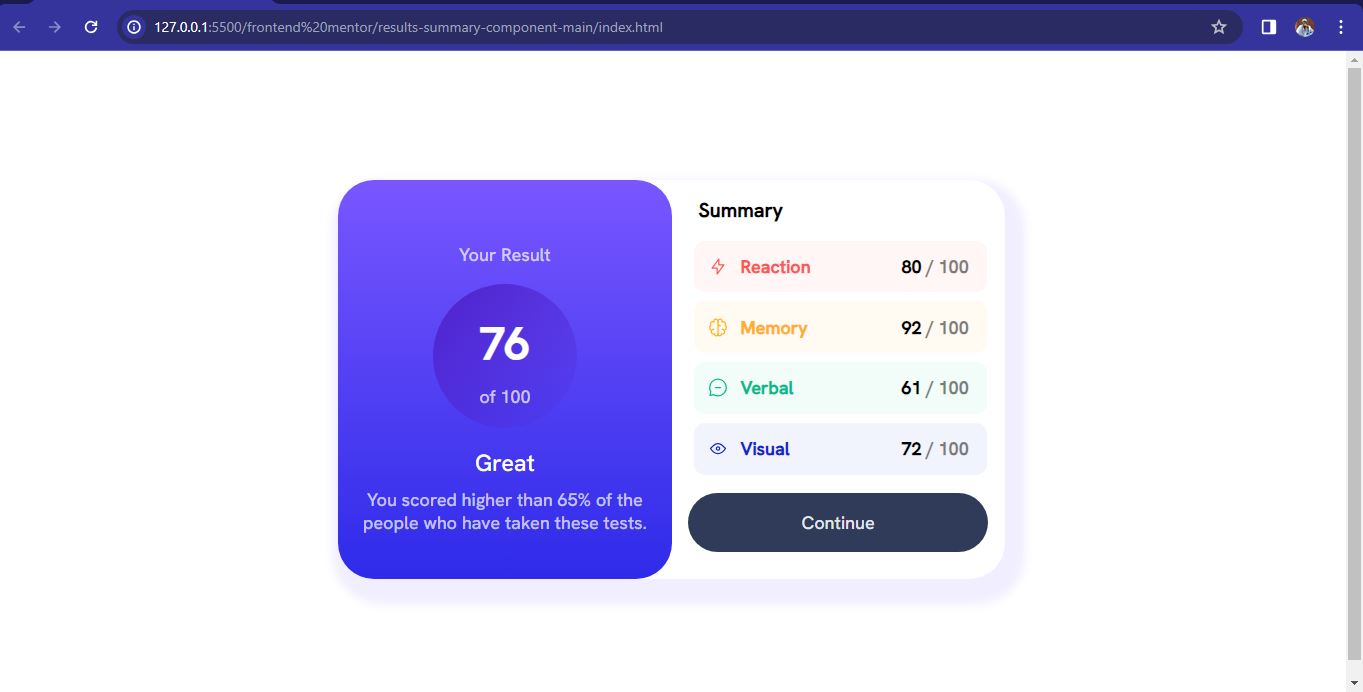 127.0.0.1:5500/frontend%20mentor/results-summary-component-main/index.html
Your Result
76
of 100
Great
You scored higher than 65% of the
people who have taken these tests.
Summary
Reaction 80 / 100
Memory 92 / 100
Verbal 61 / 100
Visual 72 / 100
Continue